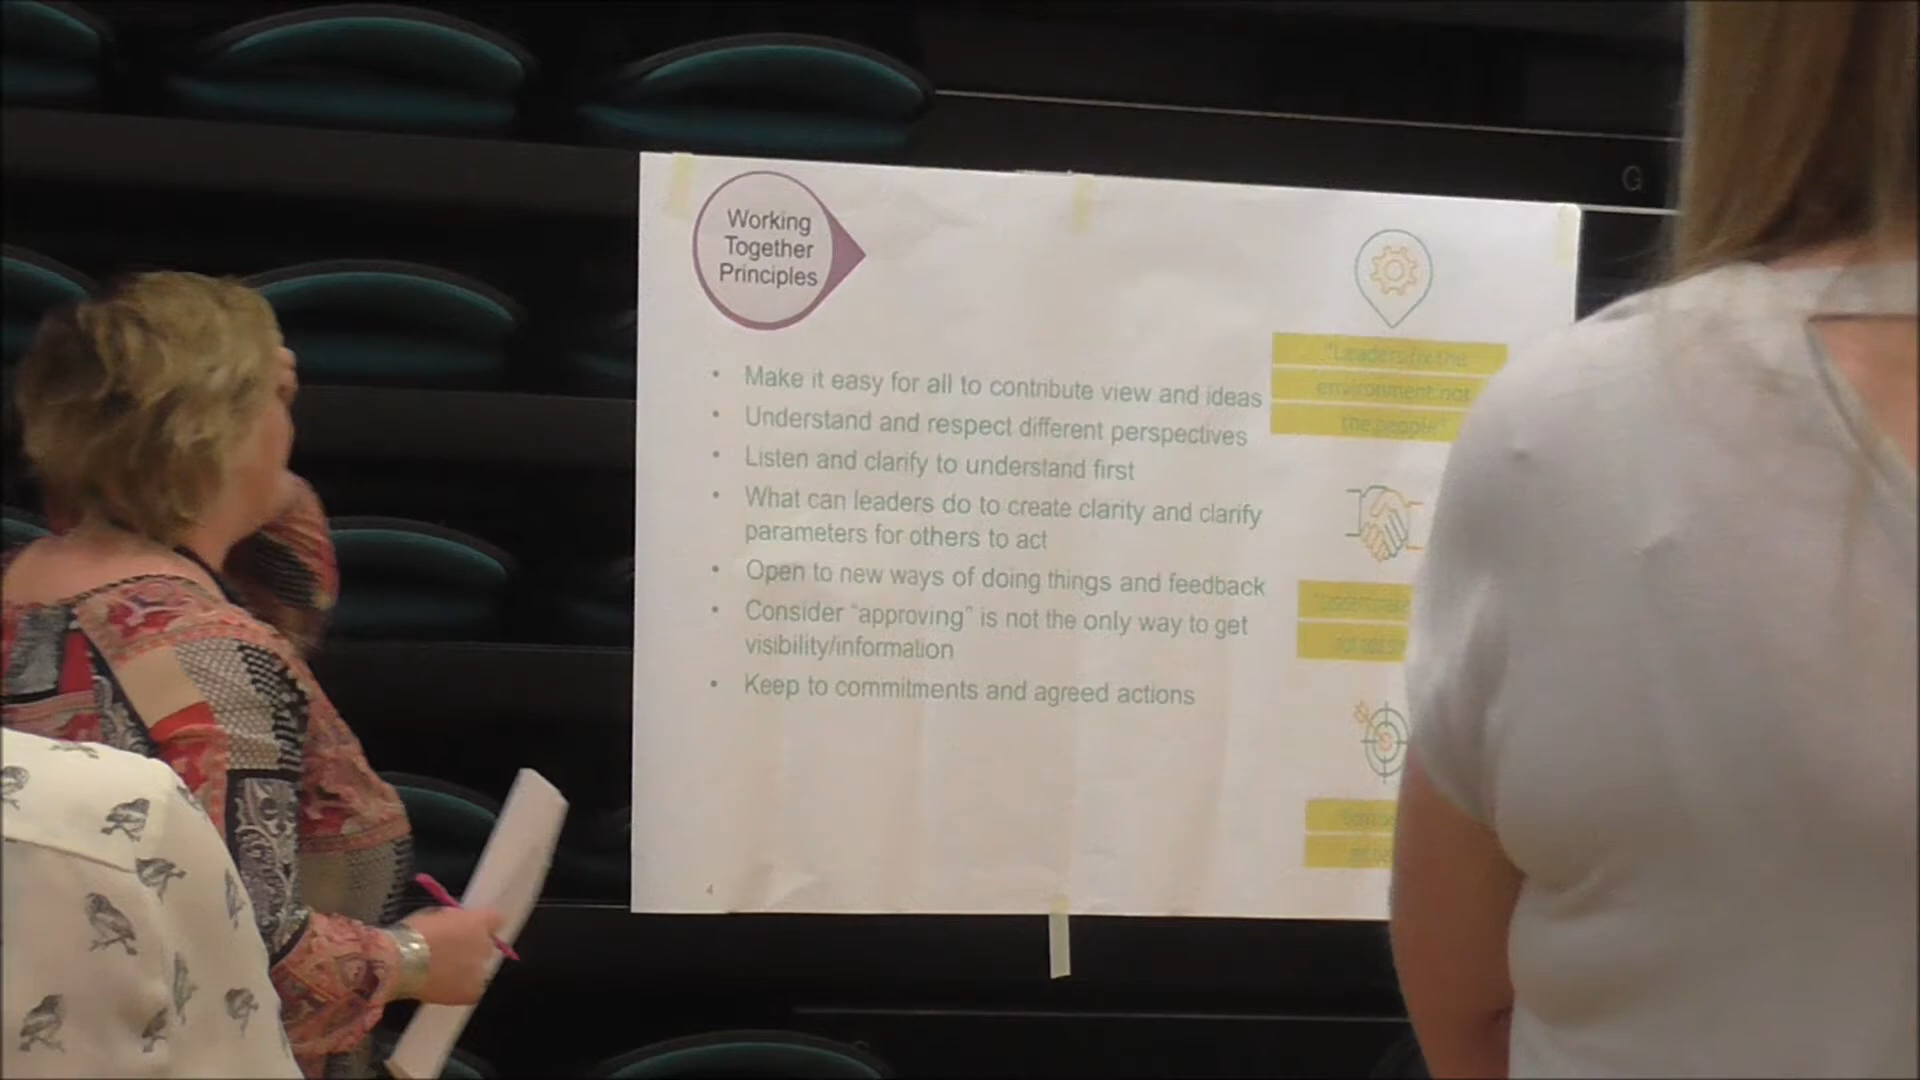 G
Working
Together
Principles
• Make it easy for all to contribute view and ideas
• Understand and respect different perspectives
• Listen and clarify to understand first
• What can leaders do to create clarity and clarify
parameters for others to act
• Open to new ways of doing things and feedback
• Consider “approving” is not the only way to get
visibility/information
• Keep to commitments and agreed actions
"Leaders fix the
environment not
the people"
4